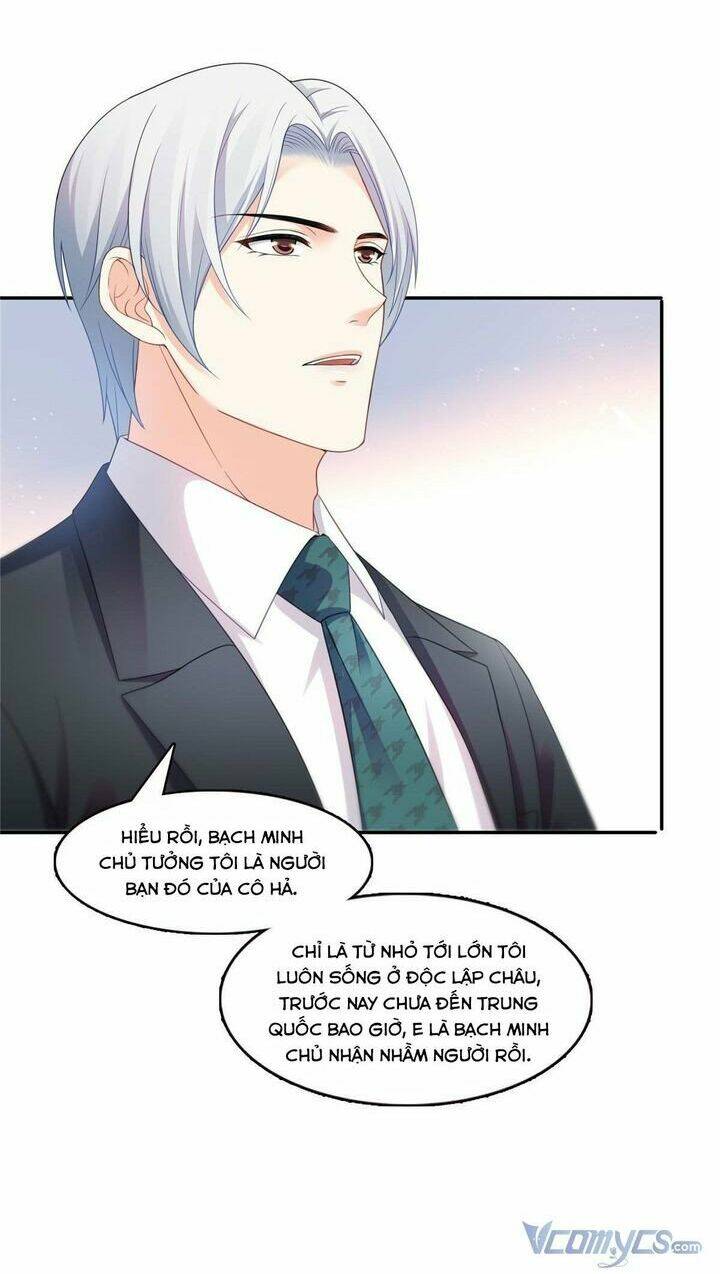 HIỂU RỒI, BẠCH MINH
CHỦ TƯỞNG TÔI LÀ NGƯỜI
BẠN ĐÓ CỦA CÔ HẢ.
CHỈ LÀ TỪ NHỎ TỚI LỚN TÔI
LUÔN SỐNG Ở ĐỘC LẬP CHÂU,
TRƯỚC NAY CHƯA ĐẾN TRUNG
QUỐC BAO GIỜ, E LÀ BẠCH MINH
CHỦ NHẬN NHẦM NGƯỜI RỒI.
VCOMYCS.com